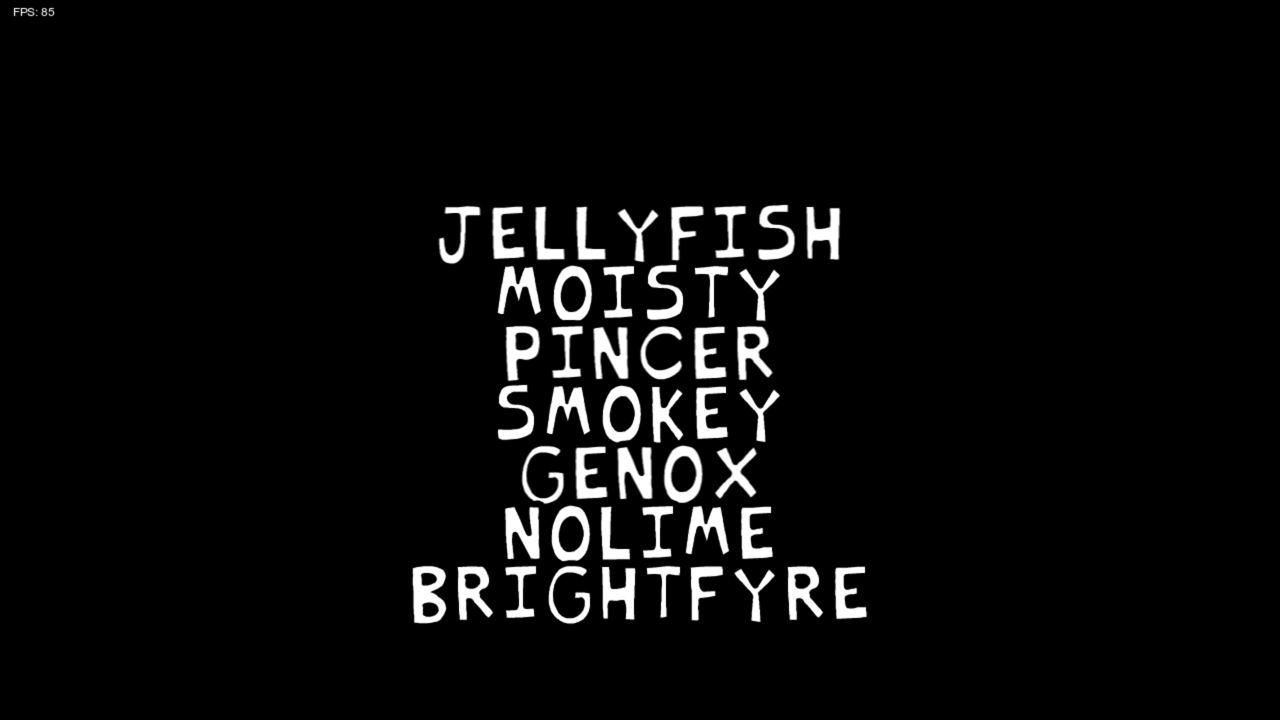 FPS: 85
JELLYFISH
MOISTY
PINCER
SMOKEY
GENOX
NOLIME
BRIGHTFYRE